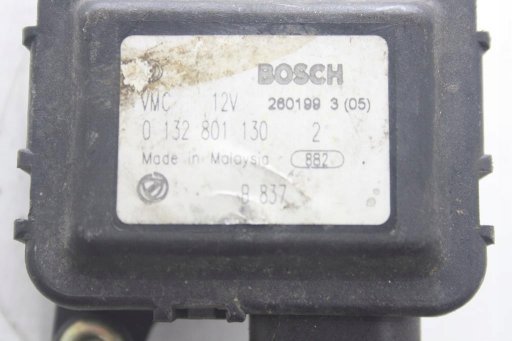 BOSCH
VMC 12V 260199 3 (05)
0 132 801 130 2
Made in Malaysia 882
B 837